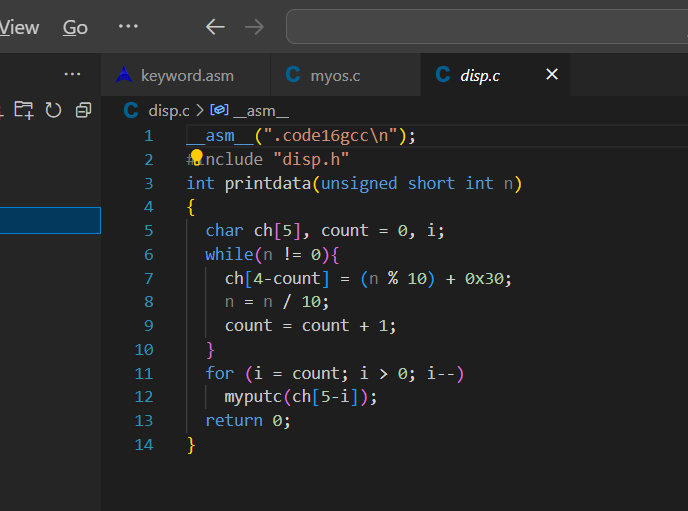 View Go ···
··· keyword.asm myos.c disp.c
disp.c > __asm__
1 __asm__(".code16gcc\n");
2 #include "disp.h"
3 int printdata(unsigned short int n)
4 {
5 char ch[5], count = 0, i;
6 while(n != 0){
7 ch[4-count] = (n % 10) + 0x30;
8 n = n / 10;
9 count = count + 1;
10 }
11 for (i = count; i > 0; i--)
12 myputc(ch[5-i]);
13 return 0;
14 }